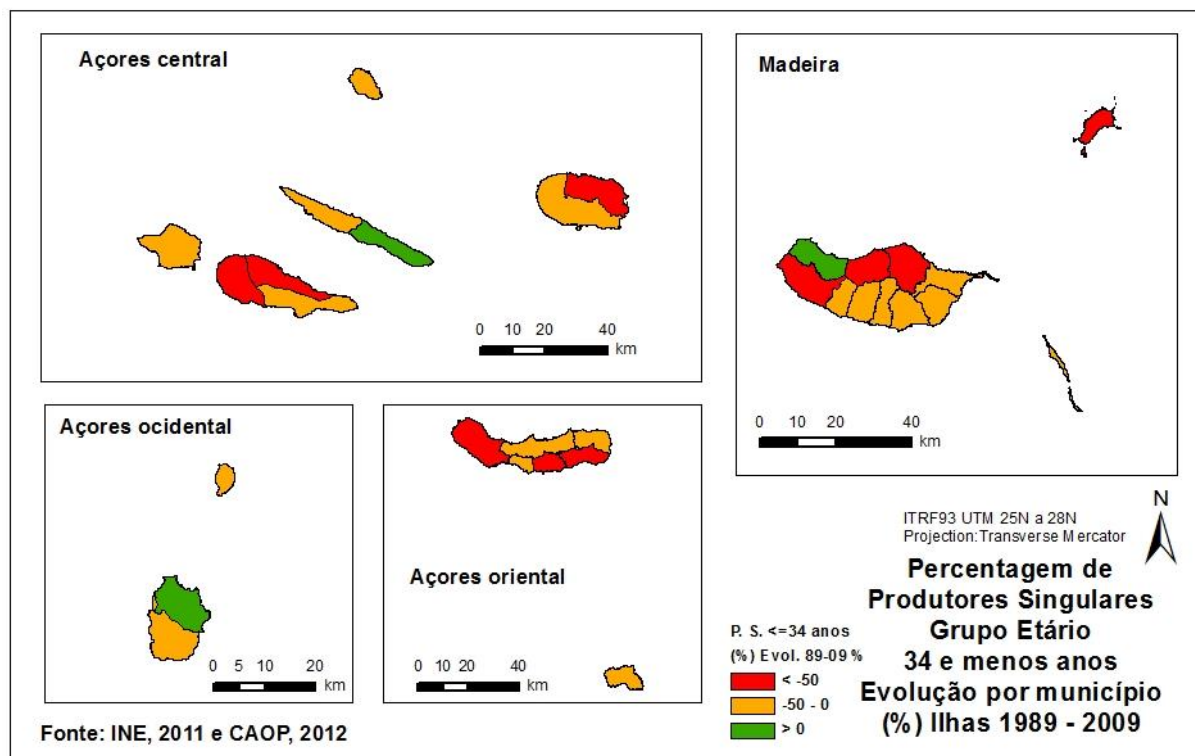 Açores central
0 10 20 40
km
Madeira
0 10 20 40
km
Açores ocidental
0 5 10 20
km
Açores oriental
0 10 20 40
km
N
ITRF93 UTM 25N a 28N
Projection:Transverse Mercator
Percentagem de
Produtores Singulares
Grupo Etário
34 e menos anos
Evolução por município
(%) Ilhas 1989 - 2009
P. S. <=34 anos
(%) Evol. 89-09 %
< -50
-50 - 0
> 0
Fonte: INE, 2011 e CAOP, 2012